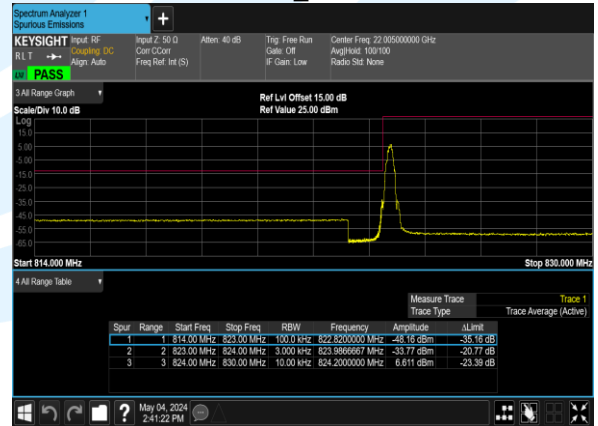 Spectrum Analyzer 1
Spurious Emissions
KEYSIGHT Input: RF Input Z: 50 Ω Atten: 40 dB Trig: Free Run Center Freq: 22.005000000 GHz
RLT Coupling: DC Corr CCorr Gate: Off Avg|Hold: 100/100
Align: Auto Freq Ref: Int (S) IF Gain: Low Radio Std: None
PASS
3 All Range Graph
Ref Lvl Offset 15.00 dB
Scale/Div 10.0 dB Ref Value 25.00 dBm
Log
15.0
5.00
-5.00
-15.0
-25.0
-35.0
-45.0
-55.0
-65.0
Start 814.000 MHz Stop 830.000 MHz
4 All Range Table
Measure Trace Trace 1
Trace Type Trace Average (Active)
Spur Range Start Freq Stop Freq RBW Frequency Amplitude ΔLimit
1 1 814.00 MHz 823.00 MHz 100.0 kHz 822.8200000 MHz -48.16 dBm -35.16 dB
2 2 823.00 MHz 824.00 MHz 3.000 kHz 823.9866667 MHz -33.77 dBm -20.77 dB
3 3 824.00 MHz 830.00 MHz 10.00 kHz 824.2000000 MHz 6.611 dBm -23.39 dB
? May 04, 2024
2:41:22 PM